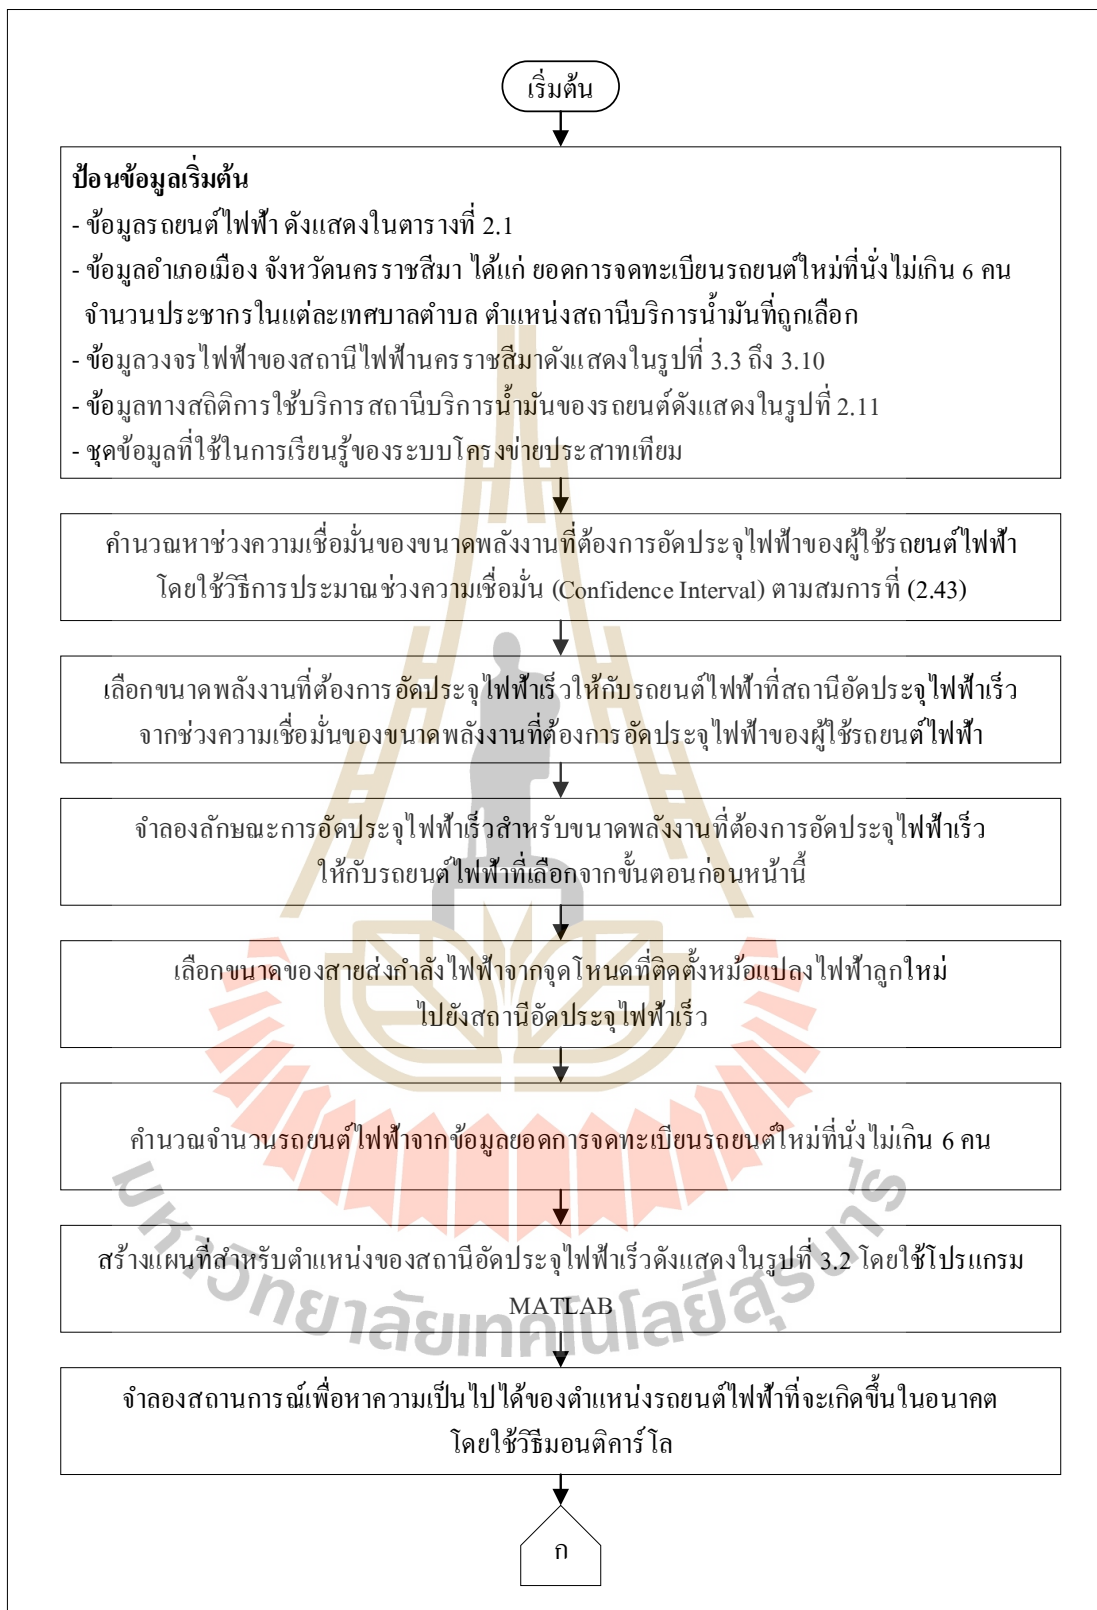 เริ่มต้น
ป้อนข้อมูลเริ่มต้น
- ข้อมูลรถยนต์ไฟฟ้า ดังแสดงในตารางที่ 2.1
- ข้อมูลอำเภอเมือง จังหวัดนครราชสีมา ได้แก่ ยอดการจดทะเบียนรถยนต์ใหม่ที่นั่งไม่เกิน 6 คน
จำนวนประชากรในแต่ละเทศบาลตำบล ตำแหน่งสถานีบริการน้ำมันที่ถูกเลือก
- ข้อมูลวงจรไฟฟ้าของสถานีไฟฟ้านครราชสีมาดังแสดงในรูปที่ 3.3 ถึง 3.10
- ข้อมูลทางสถิติการใช้บริการสถานีบริการน้ำมันของรถยนต์ดังแสดงในรูปที่ 2.11
- ชุดข้อมูลที่ใช้ในการเรียนรู้ของระบบโครงข่ายประสาทเทียม
คำนวณหาช่วงความเชื่อมั่นของขนาดพลังงานที่ต้องการอัดประจุไฟฟ้าของผู้ใช้รถยนต์ไฟฟ้า
โดยใช้วิธีการประมาณช่วงความเชื่อมั่น (Confidence Interval) ตามสมการที่ (2.43)
เลือกขนาดพลังงานที่ต้องการอัดประจุไฟฟ้าเร็วให้กับรถยนต์ไฟฟ้าที่สถานีอัดประจุไฟฟ้าเร็ว
จากช่วงความเชื่อมั่นของขนาดพลังงานที่ต้องการอัดประจุไฟฟ้าของผู้ใช้รถยนต์ไฟฟ้า
จำลองลักษณะการอัดประจุไฟฟ้าเร็วสำหรับขนาดพลังงานที่ต้องการอัดประจุไฟฟ้าเร็ว
ให้กับรถยนต์ไฟฟ้าที่เลือกจากขั้นตอนก่อนหน้านี้
เลือกขนาดของสายส่งกำลังไฟฟ้าจากจุดโหนดที่ติดตั้งหม้อแปลงไฟฟ้าลูกใหม่
ไปยังสถานีอัดประจุไฟฟ้าเร็ว
คำนวณจำนวนรถยนต์ไฟฟ้าจากข้อมูลยอดการจดทะเบียนรถยนต์ใหม่ที่นั่งไม่เกิน 6 คน
สร้างแผนที่สำหรับตำแหน่งของสถานีอัดประจุไฟฟ้าเร็วดังแสดงในรูปที่ 3.2 โดยใช้โปรแกรม
MATLAB
มหาวิทยาลัยเทคโนโลยีสุรนารี
จำลองสถานการณ์เพื่อหาความเป็นไปได้ของตำแหน่งรถยนต์ไฟฟ้าที่จะเกิดขึ้นในอนาคต
โดยใช้วิธีมอนติคาร์โล
ก